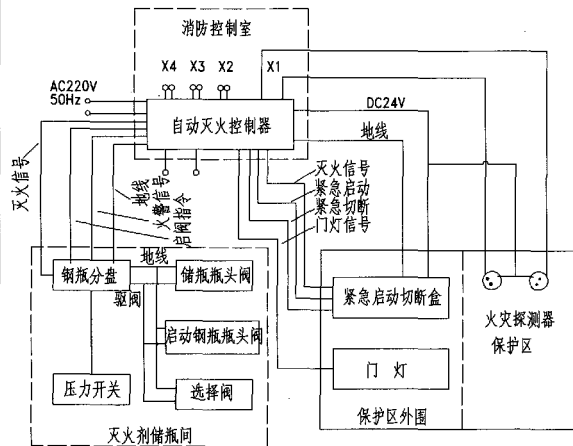 消防控制室
X4 X3 X2 X1
AC220V
50Hz
DC24V
自动灭火控制器
地线
灭火信号
紧急启动
紧急切断
门灯信号
灭火信号
地线
火警信号
启阀指令
地线
钢瓶分盘
储瓶瓶头阀
驱阀
启动钢瓶瓶头阀
压力开关
选择阀
灭火剂储瓶间
紧急启动切断盒
门 灯
保护区外围
火灾探测器
保护区